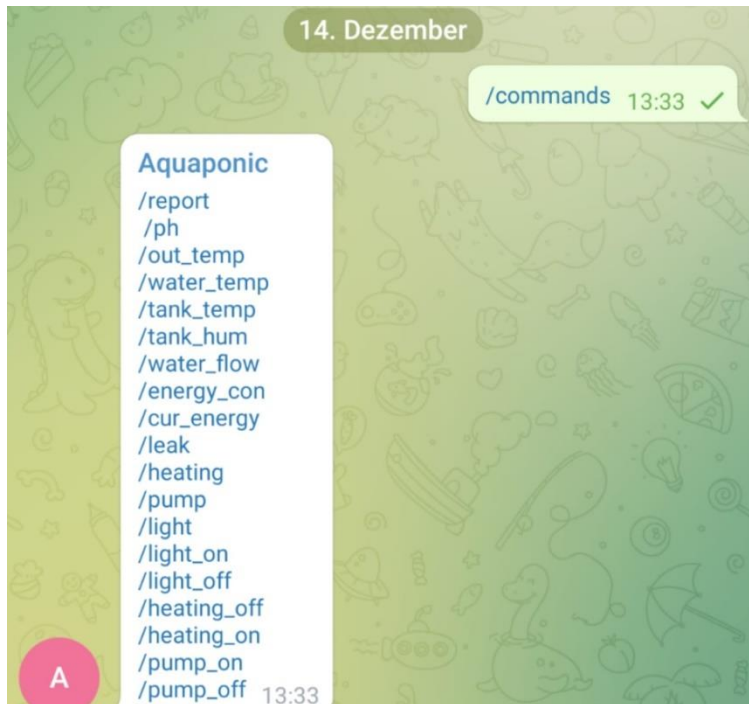 14. Dezember
/commands 13:33
Aquaponic
/report
/ph
/out_temp
/water_temp
/tank_temp
/tank_hum
/water_flow
/energy_con
/cur_energy
/leak
/heating
/pump
/light
/light_on
/light_off
/heating_off
/heating_on
/pump_on
/pump_off 13:33
A